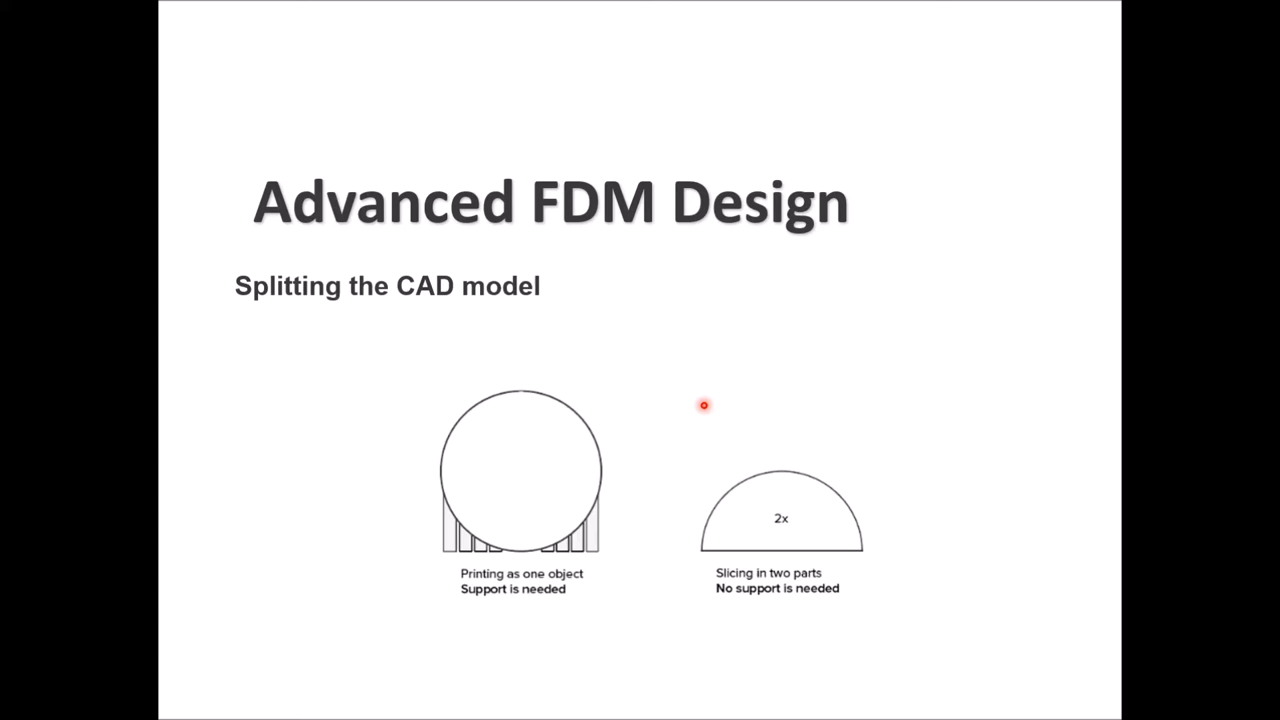 Advanced FDM Design
Splitting the CAD model
2x
Printing as one object
Support is needed
Slicing in two parts
No support is needed